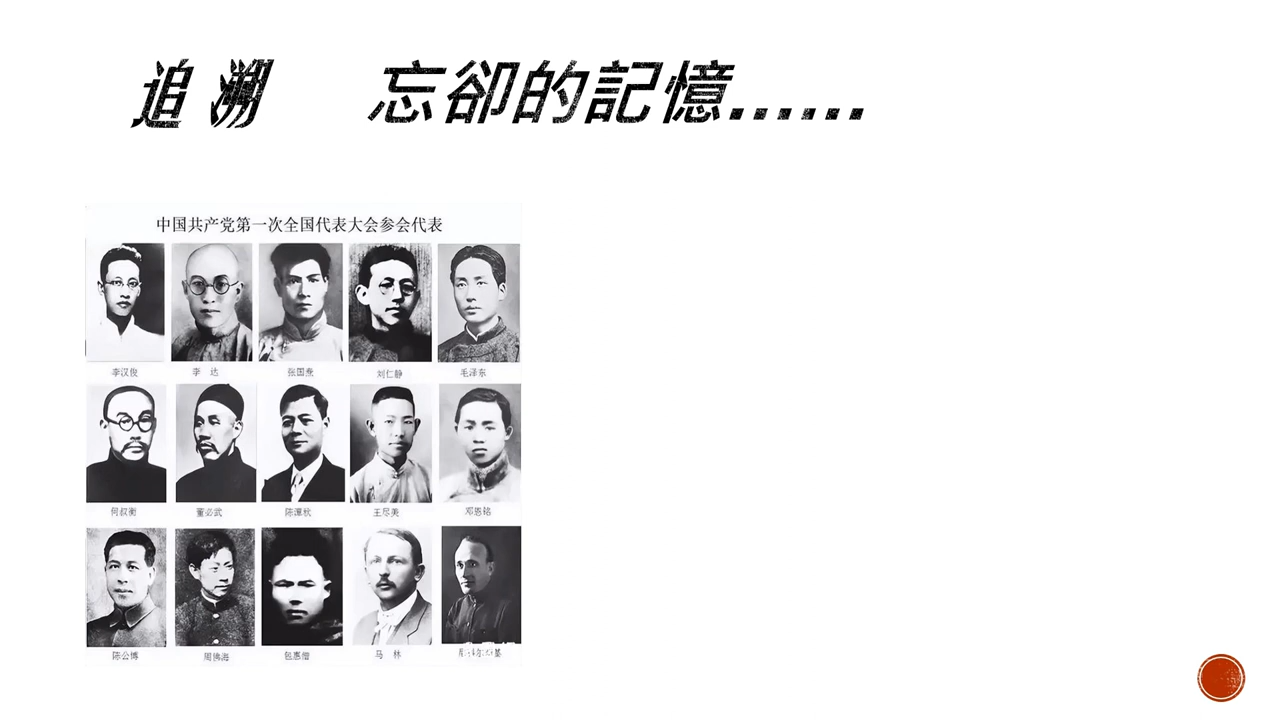 追溯 忘卻的記憶......
中国共产党第一次全国代表大会参会代表
李汉俊 李 达 张国焘 刘仁静 毛泽东
何叔衡 董必武 陈潭秋 王尽美 邓恩铭
陈公博 周佛海 包惠僧 马 林